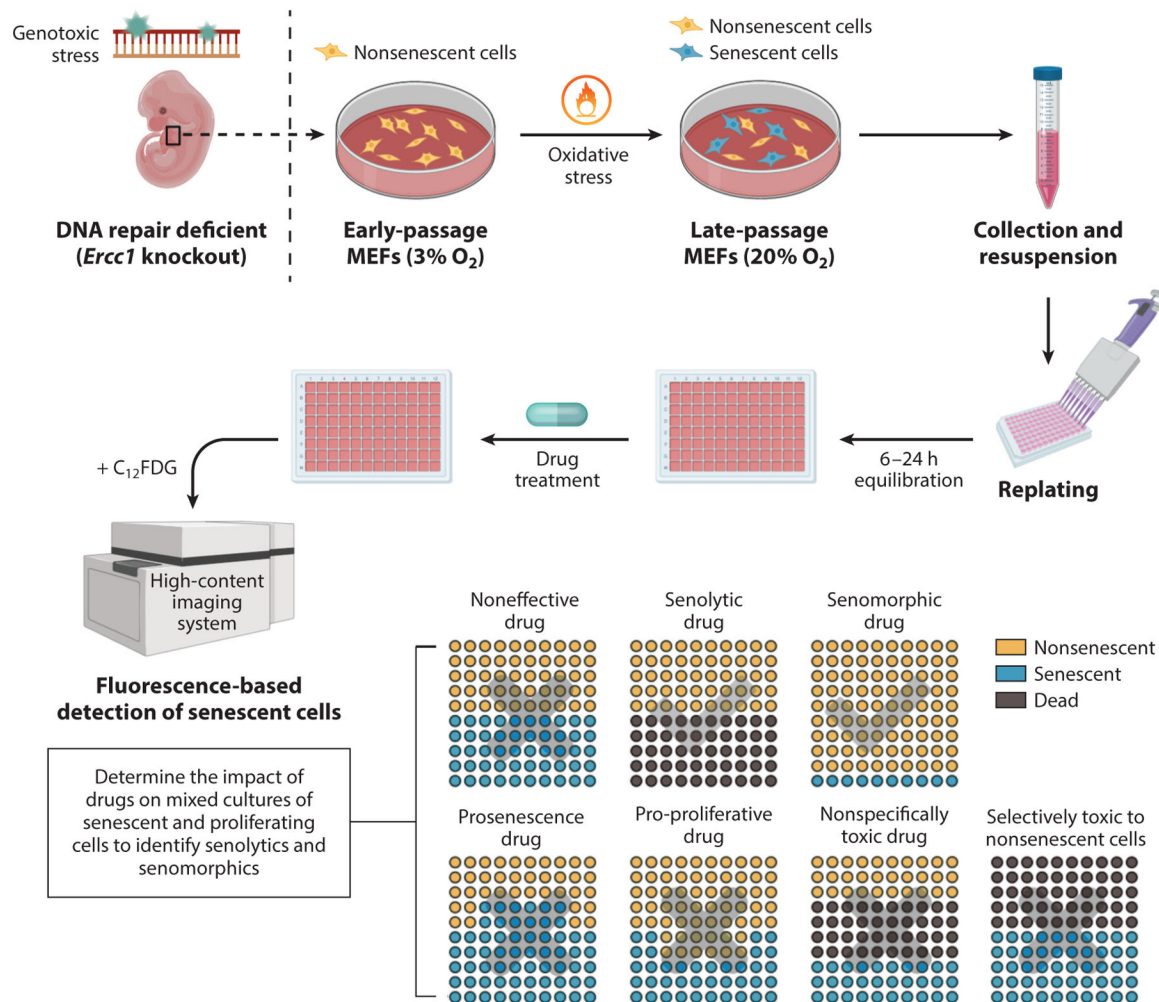 Genotoxic
stress
Nonsenescent cells
Nonsenescent cells
Senescent cells
Oxidative
stress
DNA repair deficient
(Ercc1 knockout)
Early-passage
MEFs (3% O₂)
Late-passage
MEFs (20% O₂)
Collection and
resuspension
Replating
6–24 h
equilibration
Drug
treatment
+ C₁₂FDG
High-content
imaging
system
Fluorescence-based
detection of senescent cells
Determine the impact of
drugs on mixed cultures of
senescent and proliferating
cells to identify senolytics and
senomorphics
Noneffective
drug
Senolytic
drug
Senomorphic
drug
Nonsenescent
Senescent
Dead
Prosenescence
drug
Pro-proliferative
drug
Nonspecifically
toxic drug
Selectively toxic to
nonsenescent cells